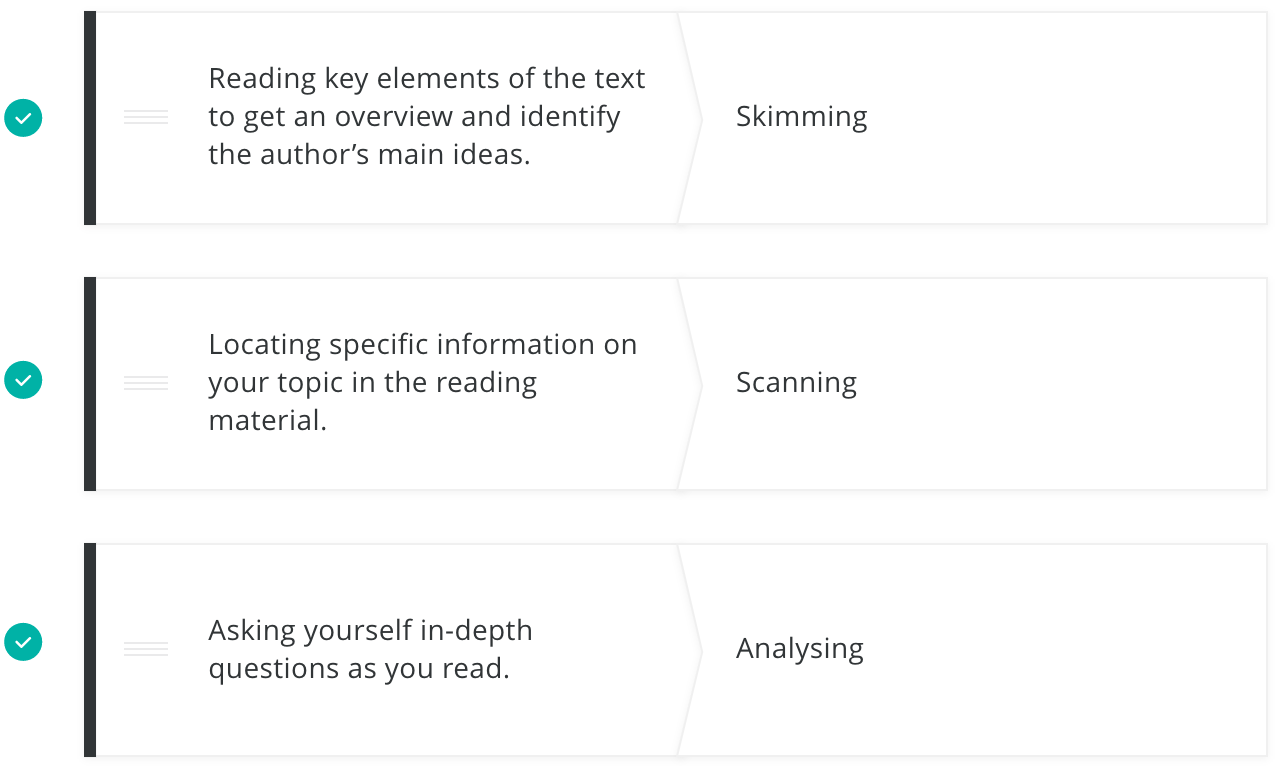 Reading key elements of the text
to get an overview and identify
the author’s main ideas.
Skimming
Locating specific information on
your topic in the reading
material.
Scanning
Asking yourself in-depth
questions as you read.
Analysing